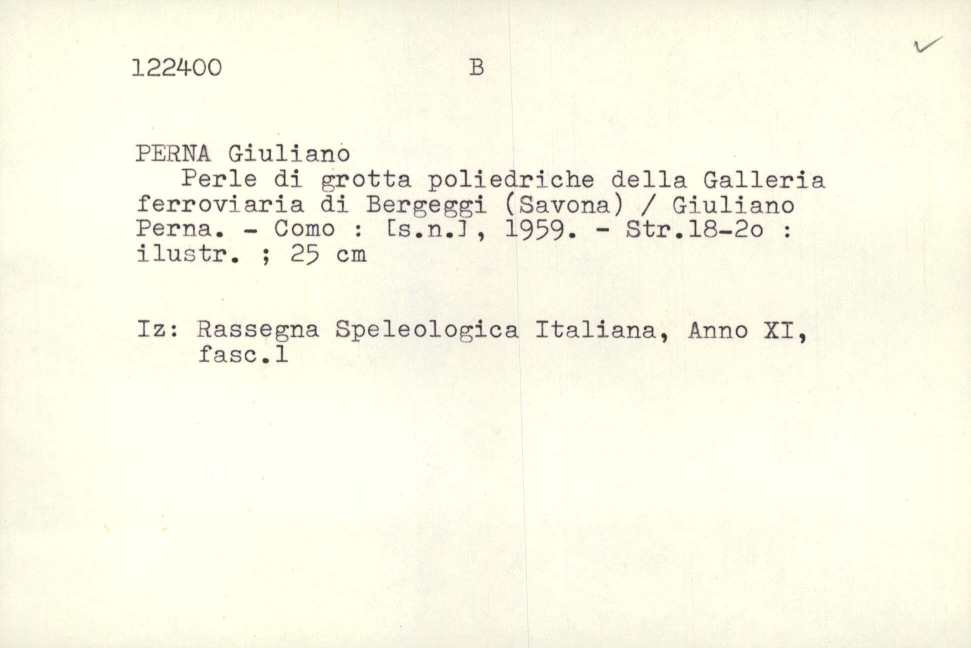 122400 B
PERNA Giuliano
Perle di grotta poliedriche della Galleria
ferroviaria di Bergeggi (Savona) / Giuliano
Perna. - Como : [s.n.], 1959. - Str.18-2o :
ilustr. ; 25 cm
Iz: Rassegna Speleologica Italiana, Anno XI,
fasc.1